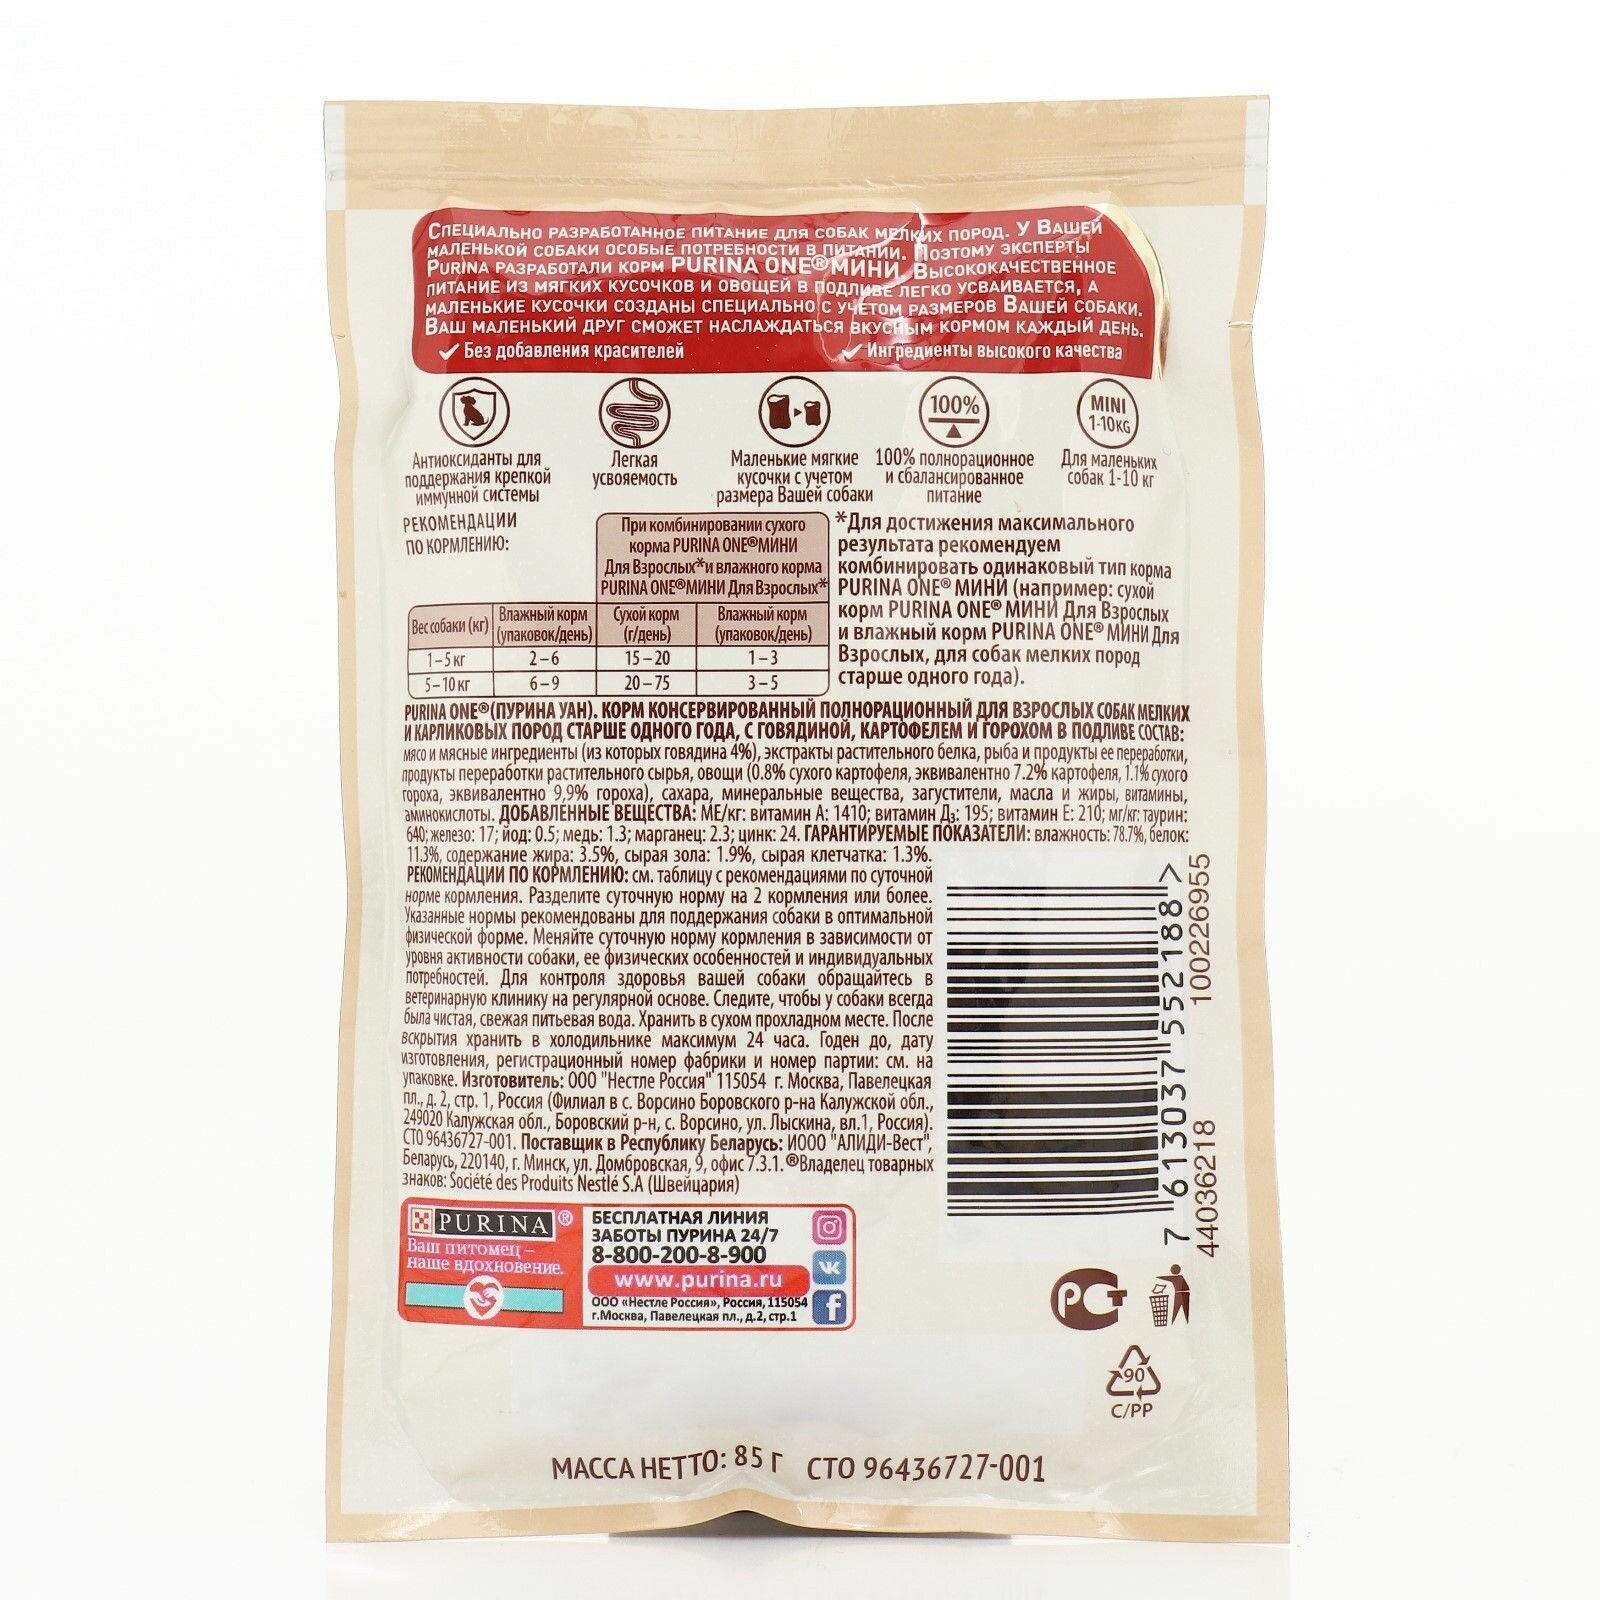 Специально разработанное питание для собак мелких пород. У Вашей
маленькой собаки особые потребности в питании. Поэтому эксперты
Purina разработали корм PURINA ONE® МИНИ. Высококачественное
питание из мягких кусочков и овощей в подливе легко усваивается, а
маленькие кусочки созданы специально с учетом размеров Вашей собаки.
Ваш маленький друг сможет наслаждаться вкусным кормом каждый день.
✓ Без добавления красителей
✓ Ингредиенты высокого качества
100%
MINI
1-10KG
Антиоксиданты для
поддержания крепкой
иммунной системы
Легкая
усвояемость
Маленькие мягкие
кусочки с учетом
размера Вашей собаки
100% полнорационное
и сбалансированное
питание
Для маленьких
собак 1-10 кг
РЕКОМЕНДАЦИИ
ПО КОРМЛЕНИЮ:
При комбинировании сухого
корма PURINA ONE®МИНИ
Для Взрослых*и влажного корма
PURINA ONE®МИНИ Для Взрослых*
Вес собаки (кг) Влажный корм (упаковок/день) Сухой корм (г/день) Влажный корм (упаковок/день)
1–5 кг 2–6 15–20 1–3
5–10 кг 6–9 20–75 3–5
*Для достижения максимального
результата рекомендуем
комбинировать одинаковый тип корма
PURINA ONE® МИНИ (например: сухой
корм PURINA ONE® МИНИ Для Взрослых
и влажный корм PURINA ONE® МИНИ Для
Взрослых, для собак мелких пород
старше одного года).
PURINA ONE®(ПУРИНА УАН). КОРМ КОНСЕРВИРОВАННЫЙ ПОЛНОРАЦИОННЫЙ ДЛЯ ВЗРОСЛЫХ СОБАК МЕЛКИХ
И КАРЛИКОВЫХ ПОРОД СТАРШЕ ОДНОГО ГОДА, С ГОВЯДИНОЙ, КАРТОФЕЛЕМ И ГОРОХОМ В ПОДЛИВЕ СОСТАВ:
мясо и мясные ингредиенты (из которых говядина 4%), экстракты растительного белка, рыба и продукты ее переработки,
продукты переработки растительного сырья, овощи (0.8% сухого картофеля, эквивалентно 7.2% картофеля, 1.1% сухого
гороха, эквивалентно 9,9% гороха), сахара, минеральные вещества, загустители, масла и жиры, витамины,
аминокислоты. ДОБАВЛЕННЫЕ ВЕЩЕСТВА: МЕ/кг: витамин А: 1410; витамин Д3: 195; витамин Е: 210; мг/кг: таурин:
640; железо: 17; йод: 0.5; медь: 1.3; марганец: 2.3; цинк: 24. ГАРАНТИРУЕМЫЕ ПОКАЗАТЕЛИ: влажность: 78.7%, белок:
11.3%, содержание жира: 3.5%, сырая зола: 1.9%, сырая клетчатка: 1.3%.
РЕКОМЕНДАЦИИ ПО КОРМЛЕНИЮ: см. таблицу с рекомендациями по суточной
норме кормления. Разделите суточную норму на 2 кормления или более.
Указанные нормы рекомендованы для поддержания собаки в оптимальной
физической форме. Меняйте суточную норму кормления в зависимости от
уровня активности собаки, ее физических особенностей и индивидуальных
потребностей. Для контроля здоровья вашей собаки обращайтесь в
ветеринарную клинику на регулярной основе. Следите, чтобы у собаки всегда
была чистая, свежая питьевая вода. Хранить в сухом прохладном месте. После
вскрытия хранить в холодильнике максимум 24 часа. Годен до, дату
изготовления, регистрационный номер фабрики и номер партии: см. на
упаковке. Изготовитель: ООО "Нестле Россия" 115054 г. Москва, Павелецкая
пл., д. 2, стр. 1, Россия (Филиал в с. Ворсино Боровского р-на Калужской обл.,
249020 Калужская обл., Боровский р-н, с. Ворсино, ул. Лыскина, вл.1, Россия).
СТО 96436727-001. Поставщик в Республику Беларусь: ИООО "АЛИДИ-Вест",
Беларусь, 220140, г. Минск, ул. Домбровская, 9, офис 7.3.1. ®Владелец товарных
знаков: Société des Produits Nestlé S.A (Швейцария)
7 613037 552188 >
10022695
44036218
PURINA®
Ваш питомец –
наше вдохновение.
БЕСПЛАТНАЯ ЛИНИЯ
ЗАБОТЫ ПУРИНА 24/7
8-800-200-8-900
www.purina.ru
ООО «Нестле Россия», Россия, 115054
г.Москва, Павелецкая пл., д.2, стр.1
РСТ
90
C/PP
МАССА НЕТТО: 85 Г СТО 96436727-001